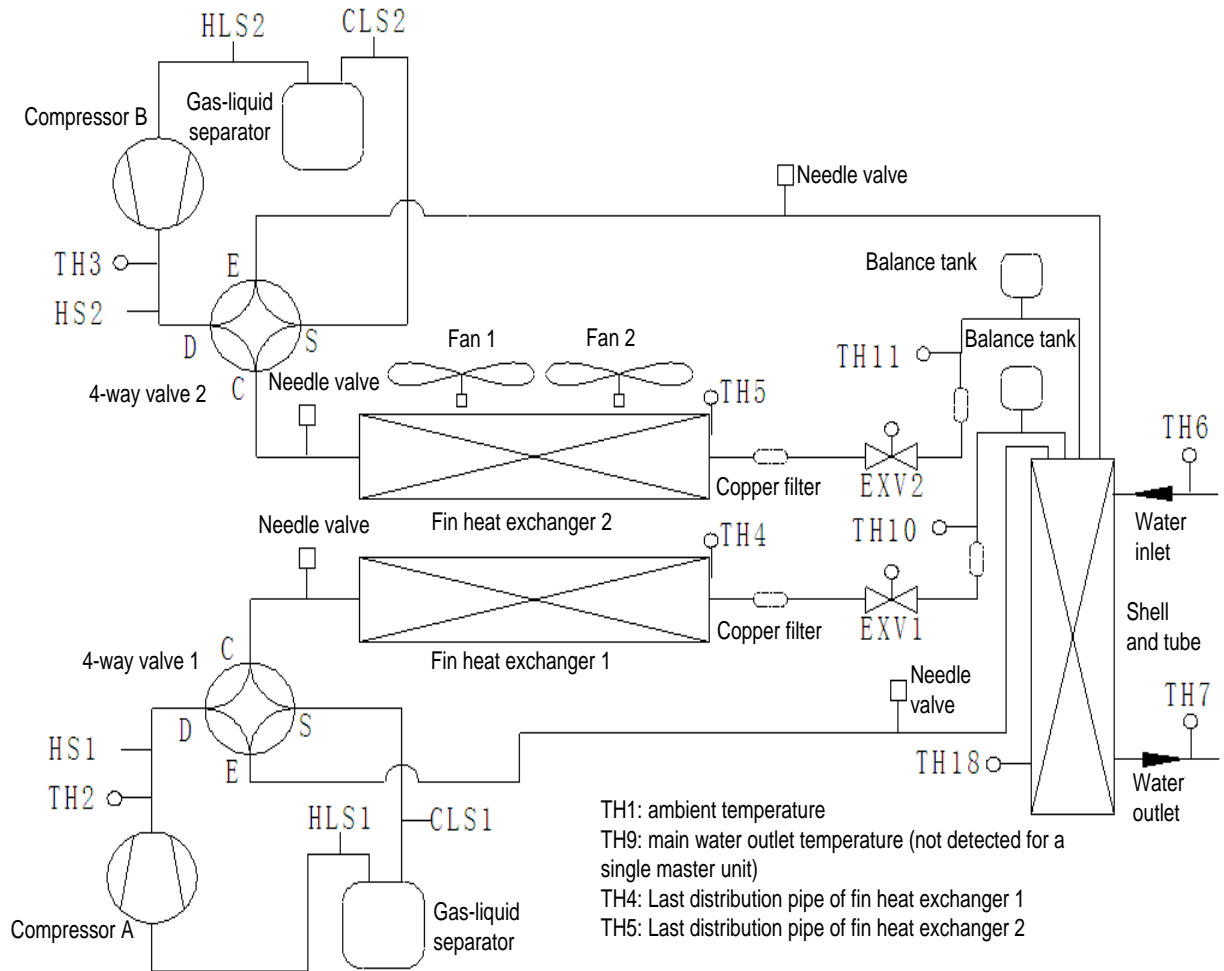 HLS2
CLS2
Gas-liquid
separator
Compressor B
Needle valve
TH3
E
Balance tank
HS2
D
S
Fan 1
Fan 2
TH11
Balance tank
C
Needle valve
4-way valve 2
TH5
TH6
Copper filter
EXV2
Fin heat exchanger 2
Needle valve
TH4
TH10
Water
inlet
Copper filter
EXV1
Shell
and tube
4-way valve 1
C
Fin heat exchanger 1
Needle
valve
TH7
D
S
HS1
E
TH18
TH2
Water
outlet
HLS1
CLS1
TH1: ambient temperature
TH9: main water outlet temperature (not detected for a
single master unit)
TH4: Last distribution pipe of fin heat exchanger 1
TH5: Last distribution pipe of fin heat exchanger 2
Compressor A
Gas-liquid
separator